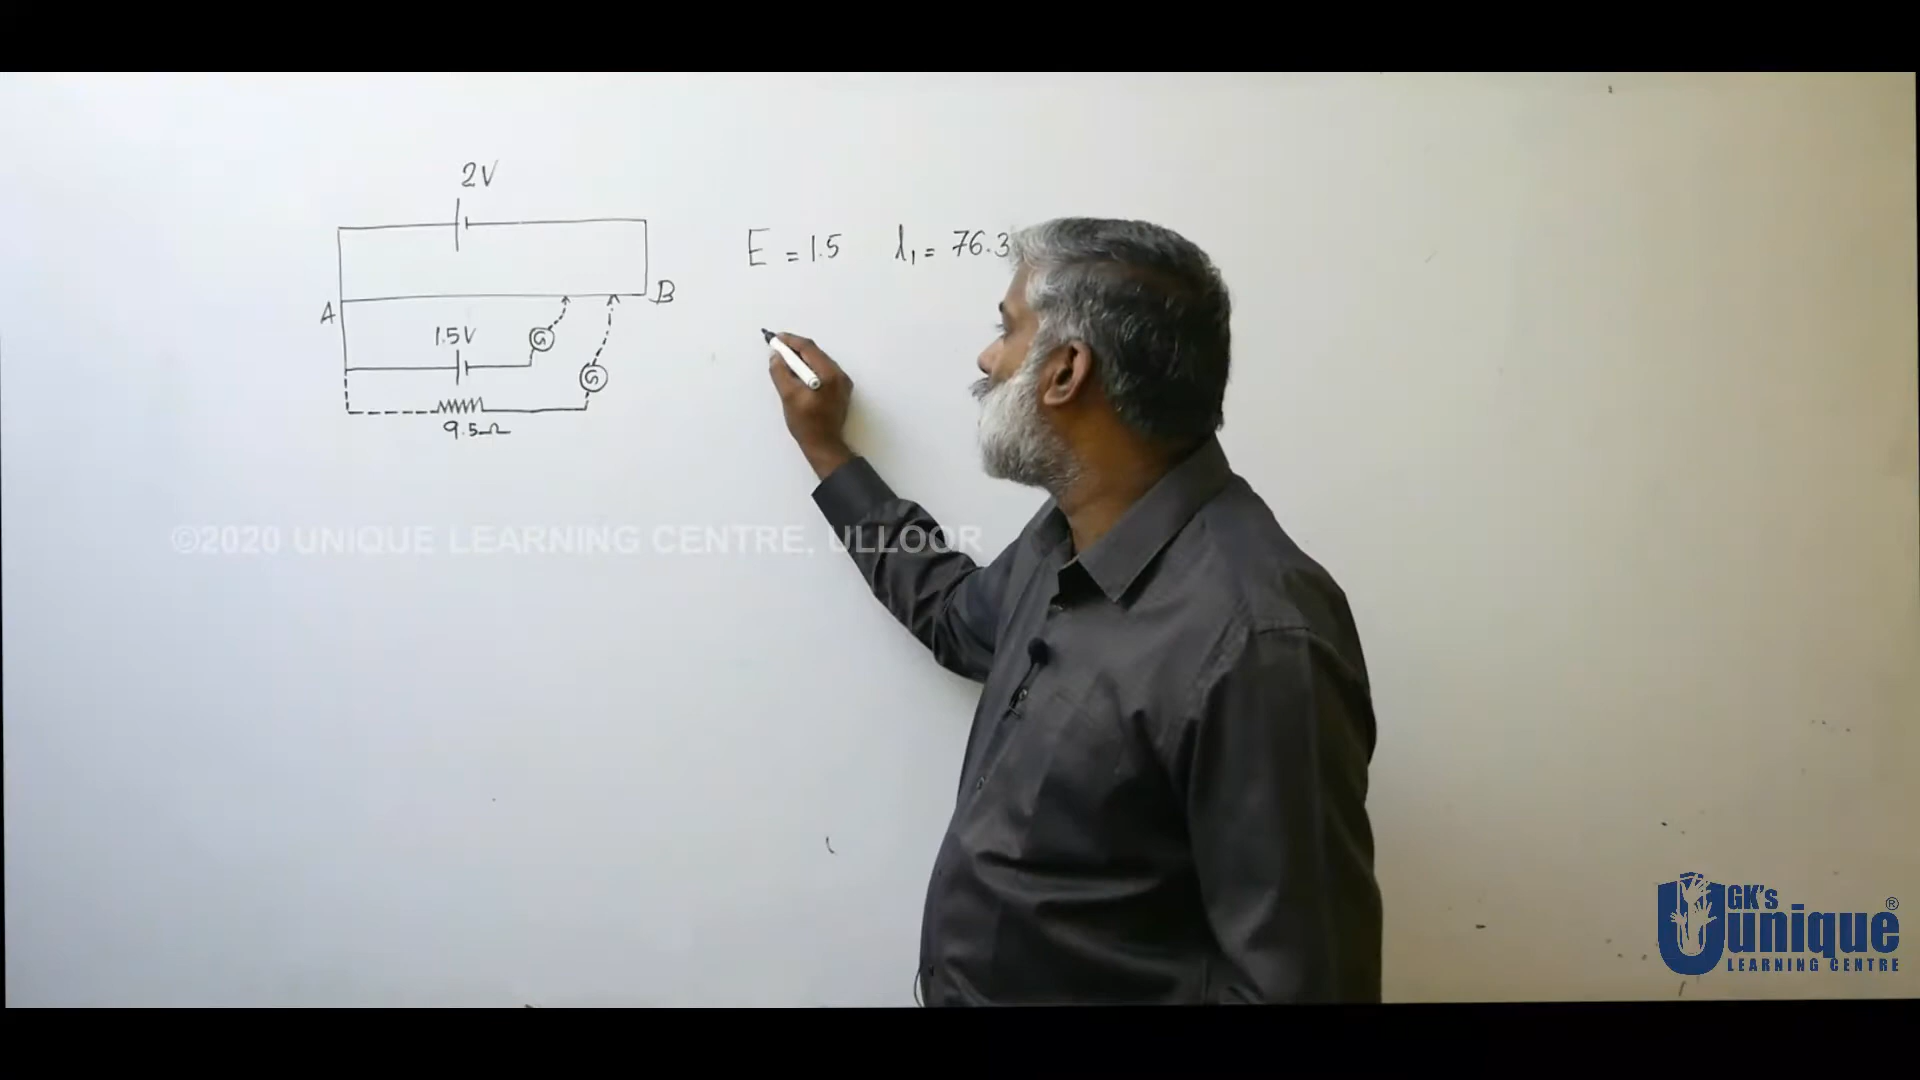 2V
E = 1.5 l₁ = 76.3
A
B
1.5V
G
G
9.5Ω
©2020 UNIQUE LEARNING CENTRE, ULLOOR
GK's
Unique ®
LEARNING CENTRE